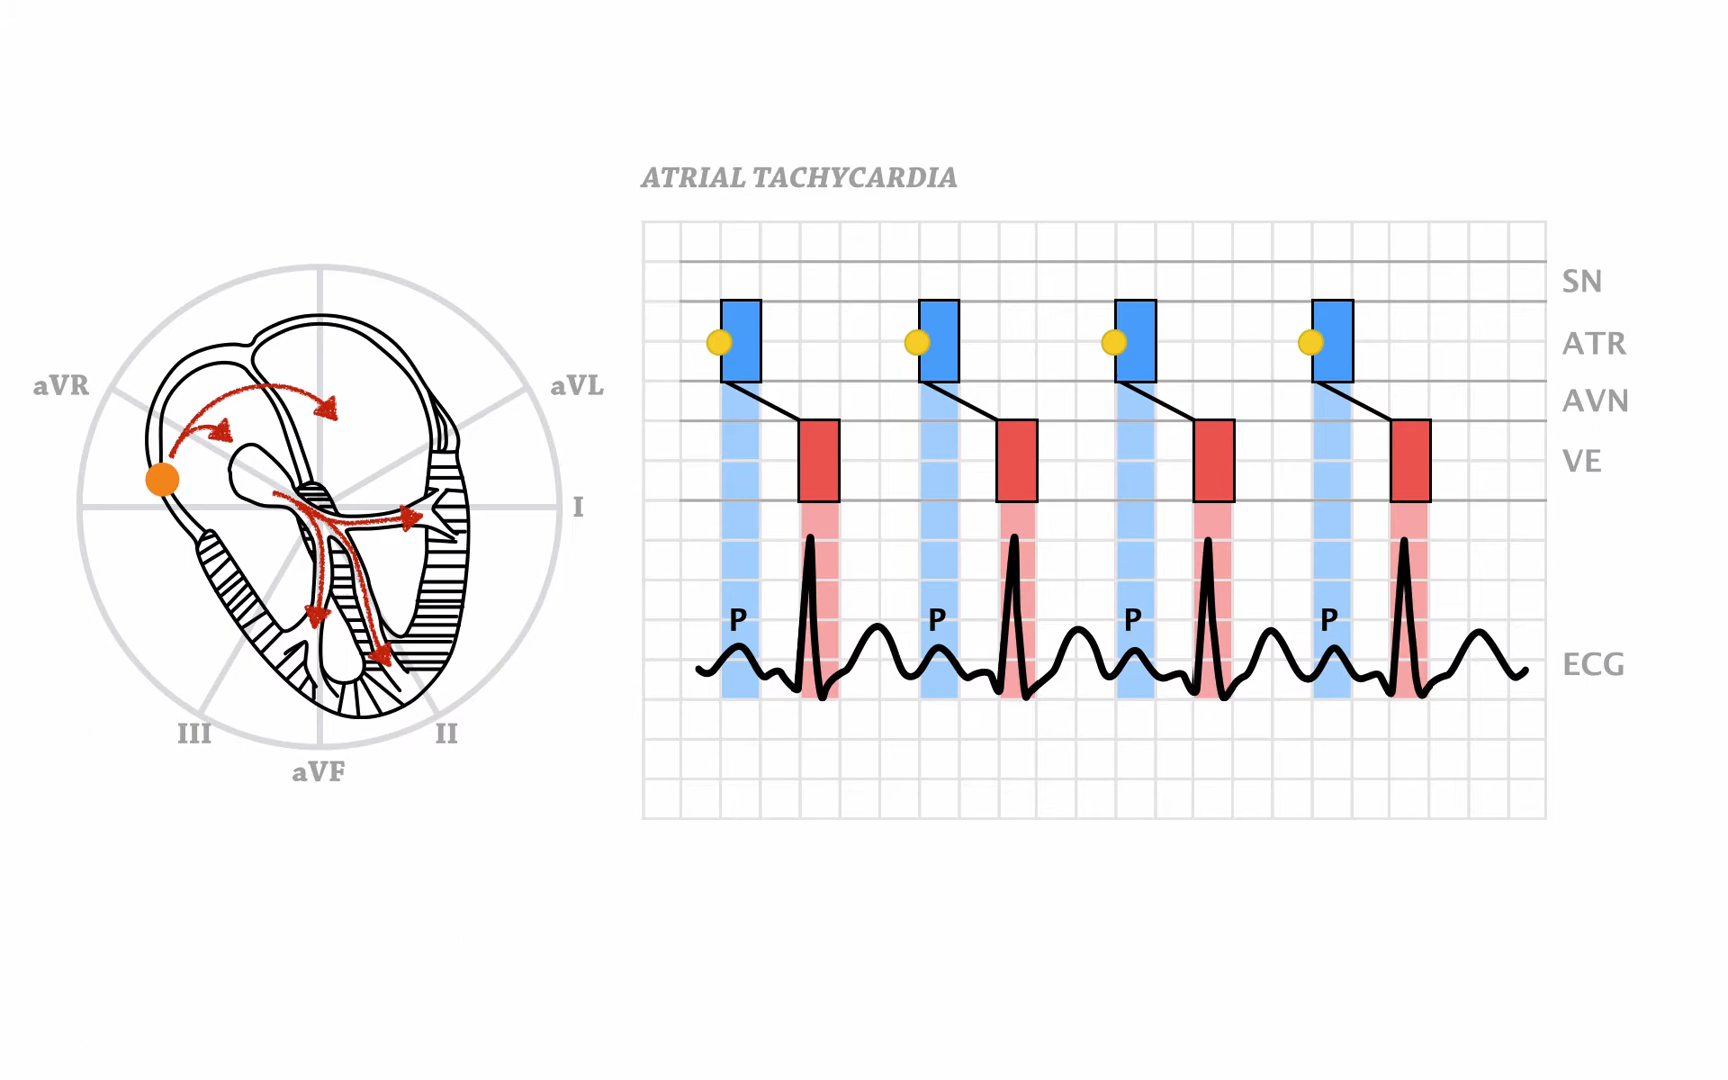 ATRIAL TACHYCARDIA
aVR
aVL
I
II
III
aVF
SN
ATR
AVN
VE
P P P P
ECG